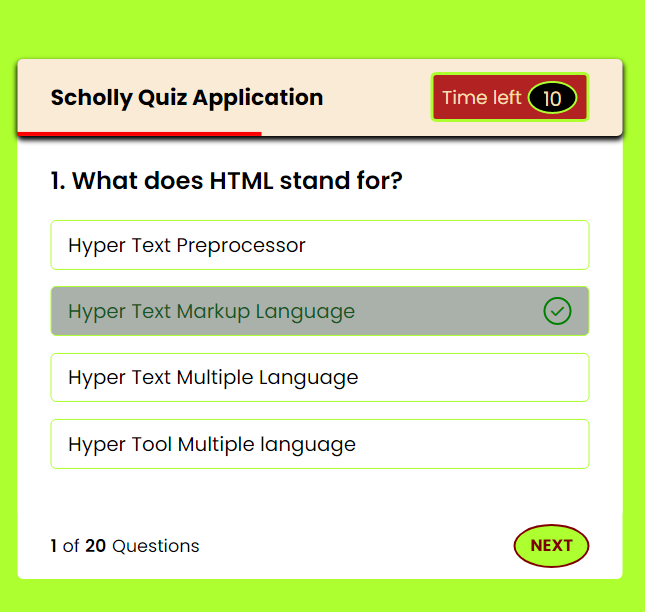 Scholly Quiz Application
Time left 10
1. What does HTML stand for?
Hyper Text Preprocessor
Hyper Text Markup Language
Hyper Text Multiple Language
Hyper Tool Multiple language
1 of 20 Questions
NEXT